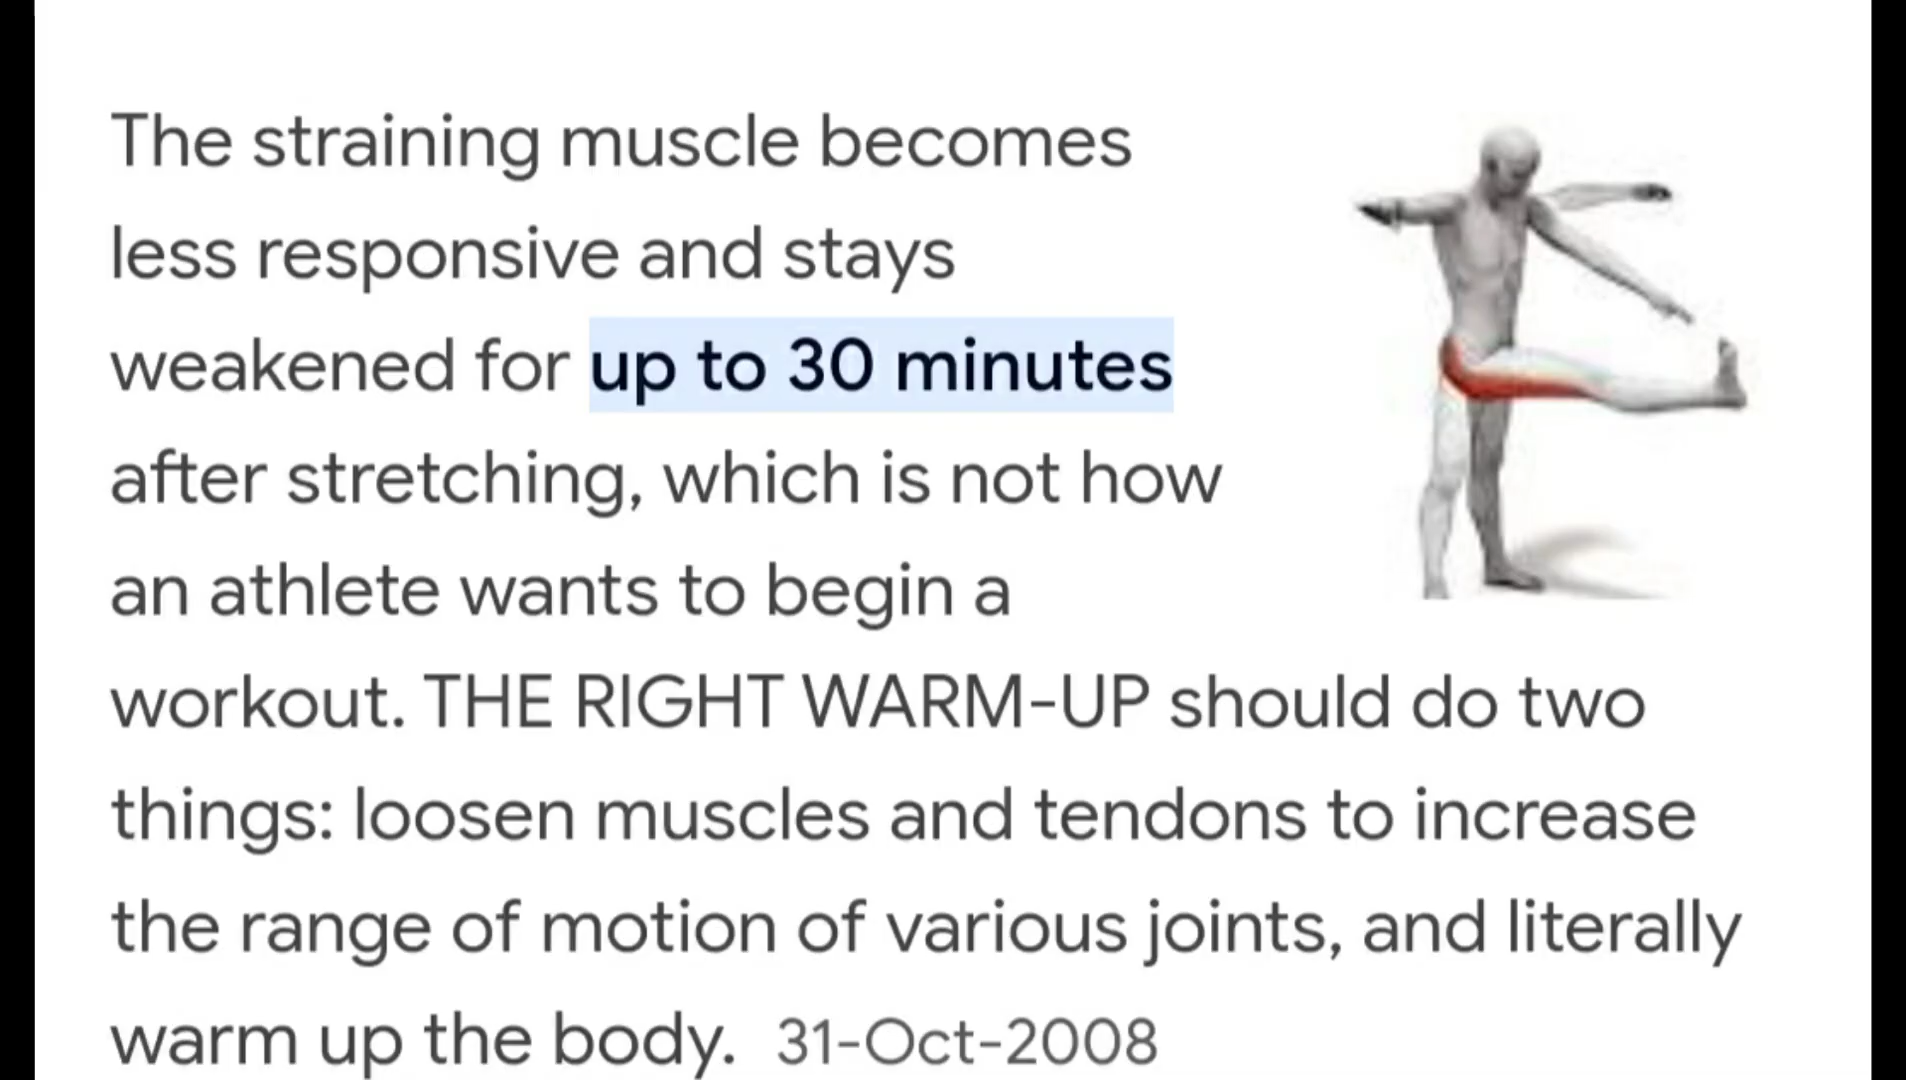 The straining muscle becomes
less responsive and stays
weakened for up to 30 minutes
after stretching, which is not how
an athlete wants to begin a
workout. THE RIGHT WARM-UP should do two
things: loosen muscles and tendons to increase
the range of motion of various joints, and literally
warm up the body. 31-Oct-2008